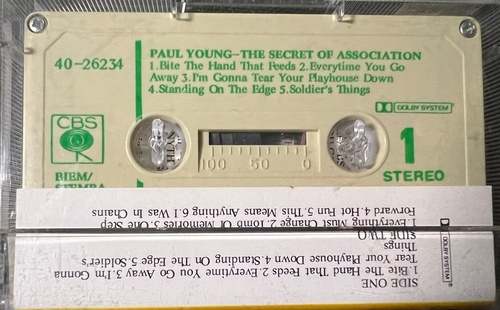 40-26234
PAUL YOUNG–THE SECRET OF ASSOCIATION
1.Bite The Hand That Feeds 2.Everytime You Go
Away 3.I'm Gonna Tear Your Playhouse Down
4.Standing On The Edge 5.Soldier's Things
DOLBY SYSTEM
CBS
1
STEREO
BIEM/
STEMRA
100 50 0
SIDE ONE
1.Bite The Hand That Feeds 2.Everytime You Go Away 3.I'm Gonna
Tear Your Playhouse Down 4.Standing On The Edge 5.Soldier's
Things
SIDE TWO
1.Everything Must Change 2.Tomb Of Memories 3.One Step
Forward 4.Hot Fun 5.This Means Anything 6.I Was In Chains
DOLBY SYSTEM